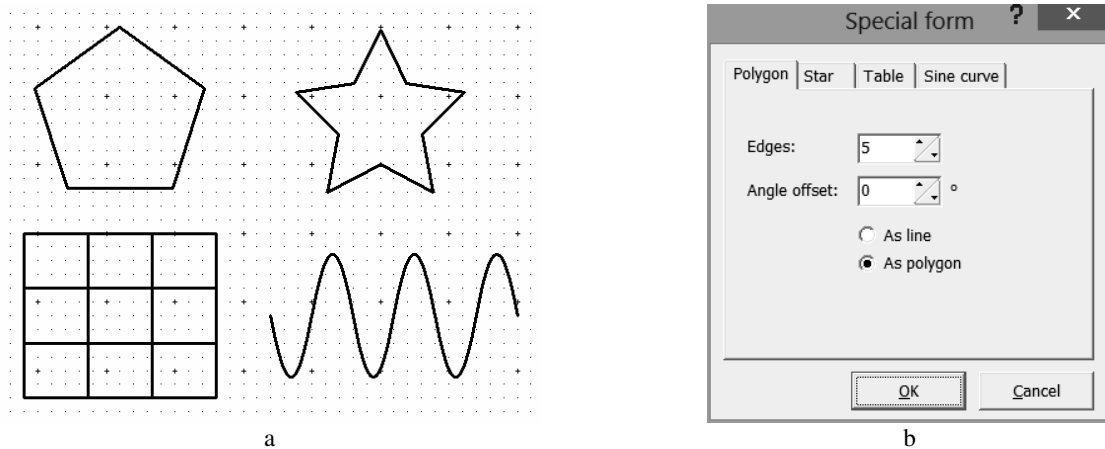 Special form ? x
Polygon Star Table Sine curve
Edges: 5
Angle offset: 0 °
As line
As polygon
OK Cancel
a b